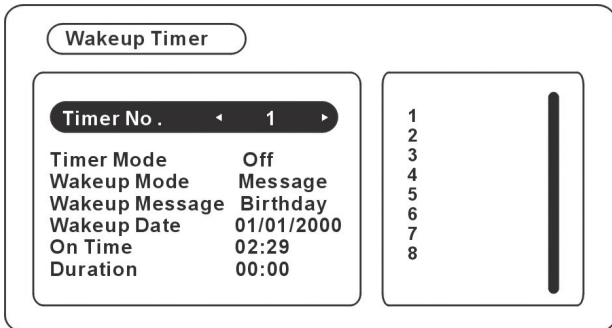 Wakeup Timer
Timer No . ◂ 1 ▸
Timer Mode Off
Wakeup Mode Message
Wakeup Message Birthday
Wakeup Date 01/01/2000
On Time 02:29
Duration 00:00
1
2
3
4
5
6
7
8